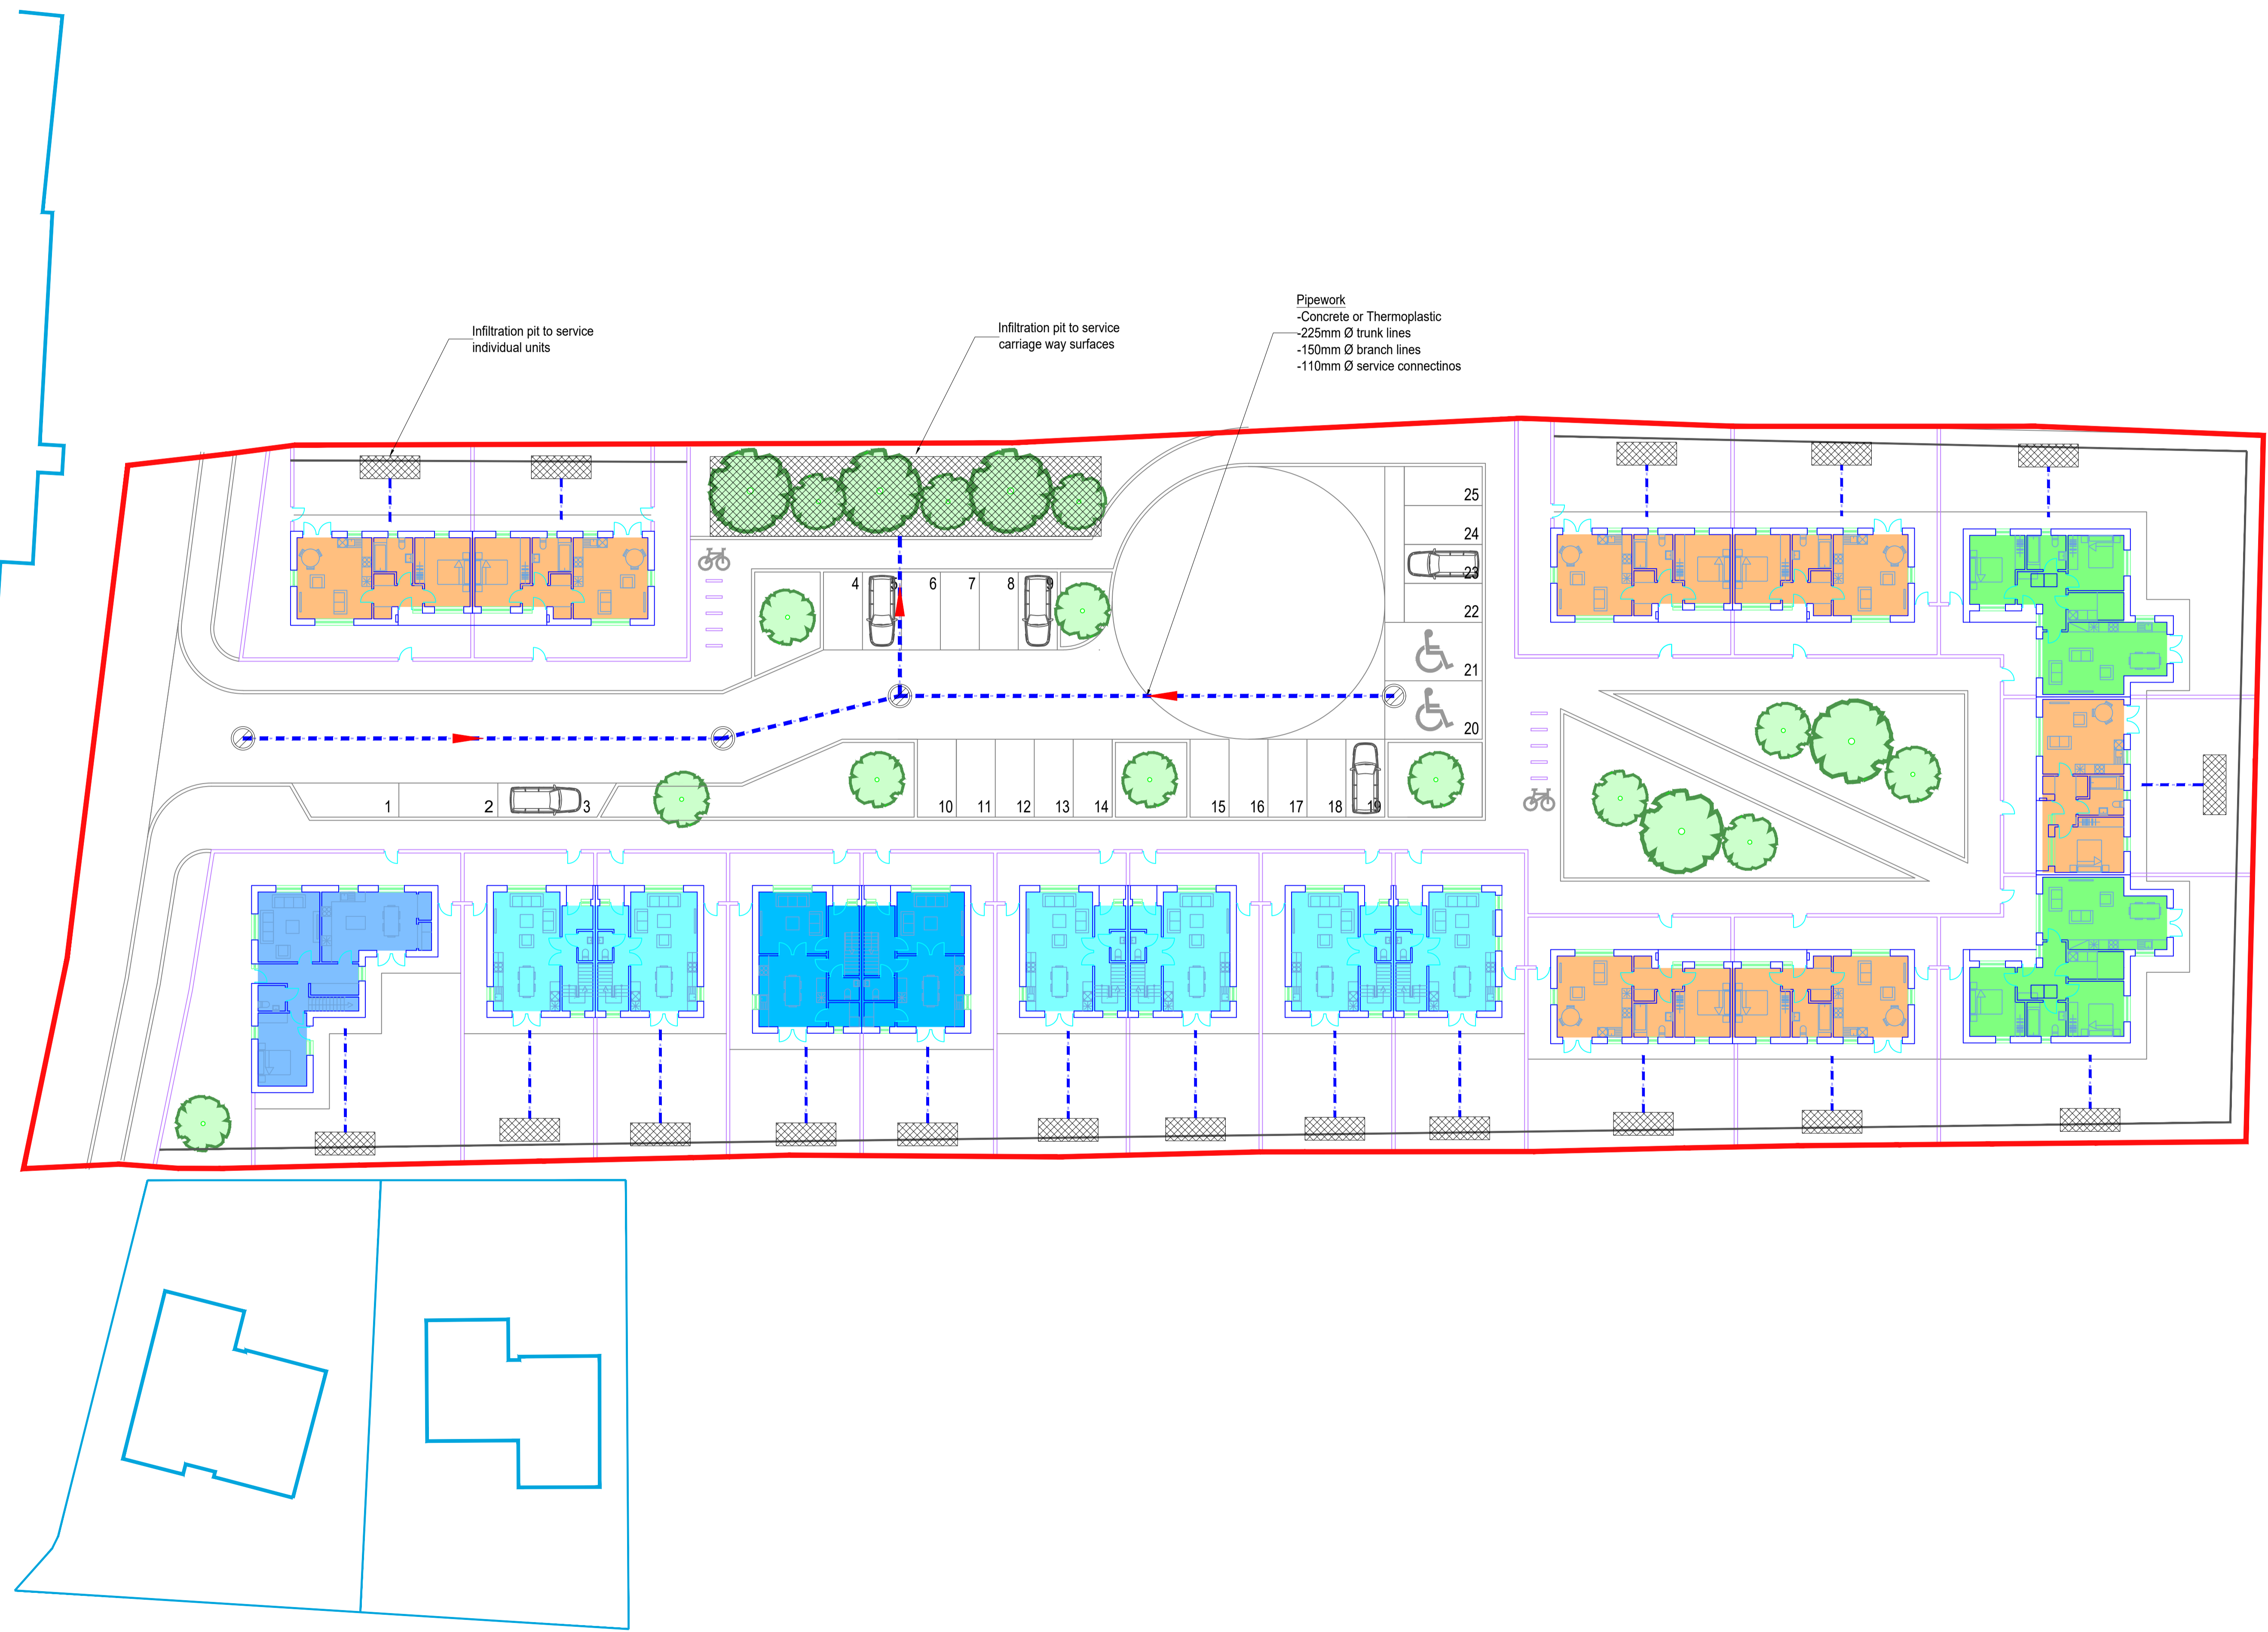 Pipework
-Concrete or Thermoplastic
-225mm Ø trunk lines
-150mm Ø branch lines
-110mm Ø service connectinos
Infiltration pit to service
carriage way surfaces
Infiltration pit to service
individual units
25
24
23
22
21
20
4 5 6 7 8 9
1 2 3
10 11 12 13 14 15 16 17 18 19